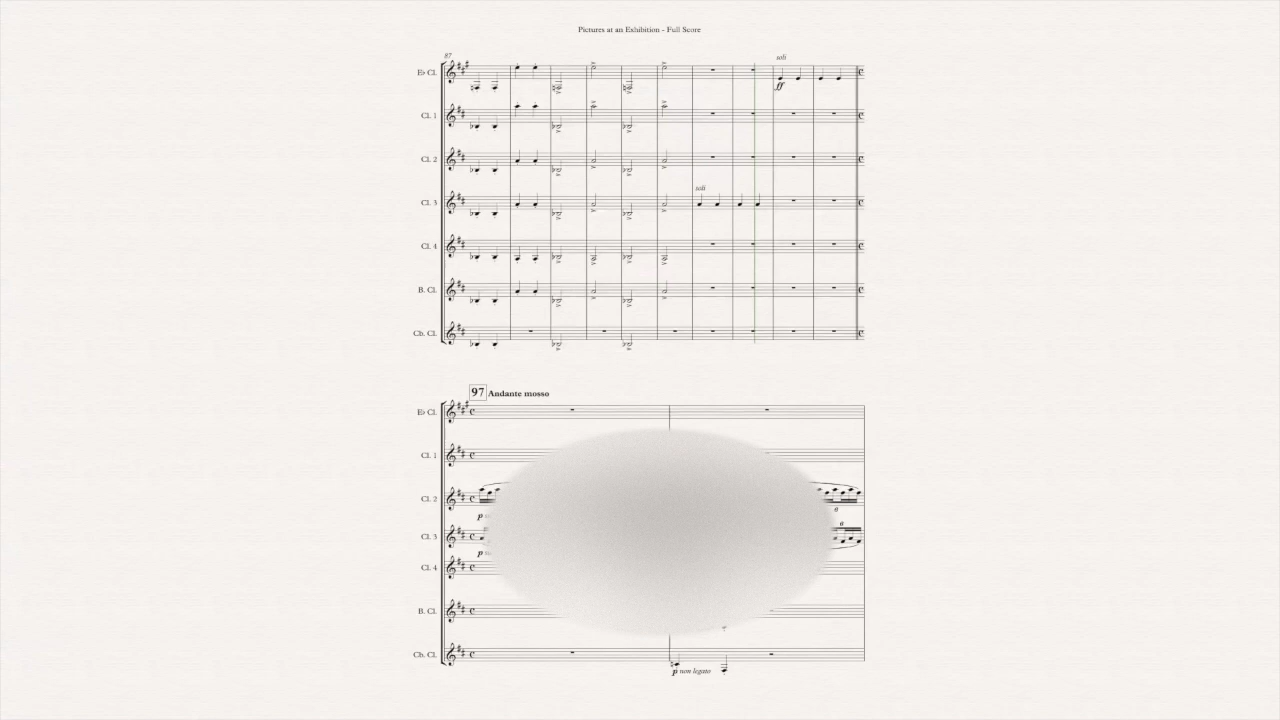 Pictures at an Exhibition - Full Score
87
soli
E♭ Cl.
ff
Cl. 1
Cl. 2
soli
Cl. 3
Cl. 4
B. Cl.
Cb. Cl.
97 Andante mosso
E♭ Cl.
Cl. 1
Cl. 2
p
6
Cl. 3
6
p
Cl. 4
B. Cl.
Cb. Cl.
p non legato